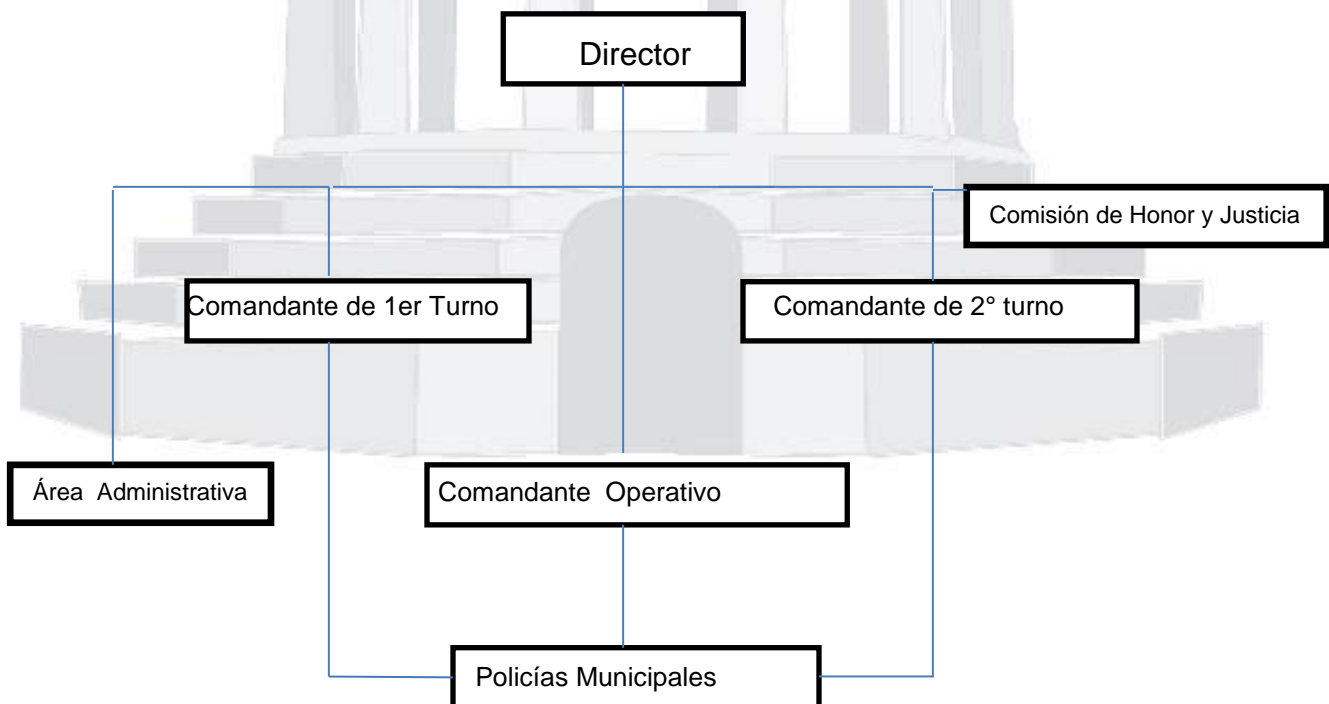 Director
Comisión de Honor y Justicia
Comandante de 1er Turno
Comandante de 2° turno
Área Administrativa
Comandante Operativo
Policías Municipales